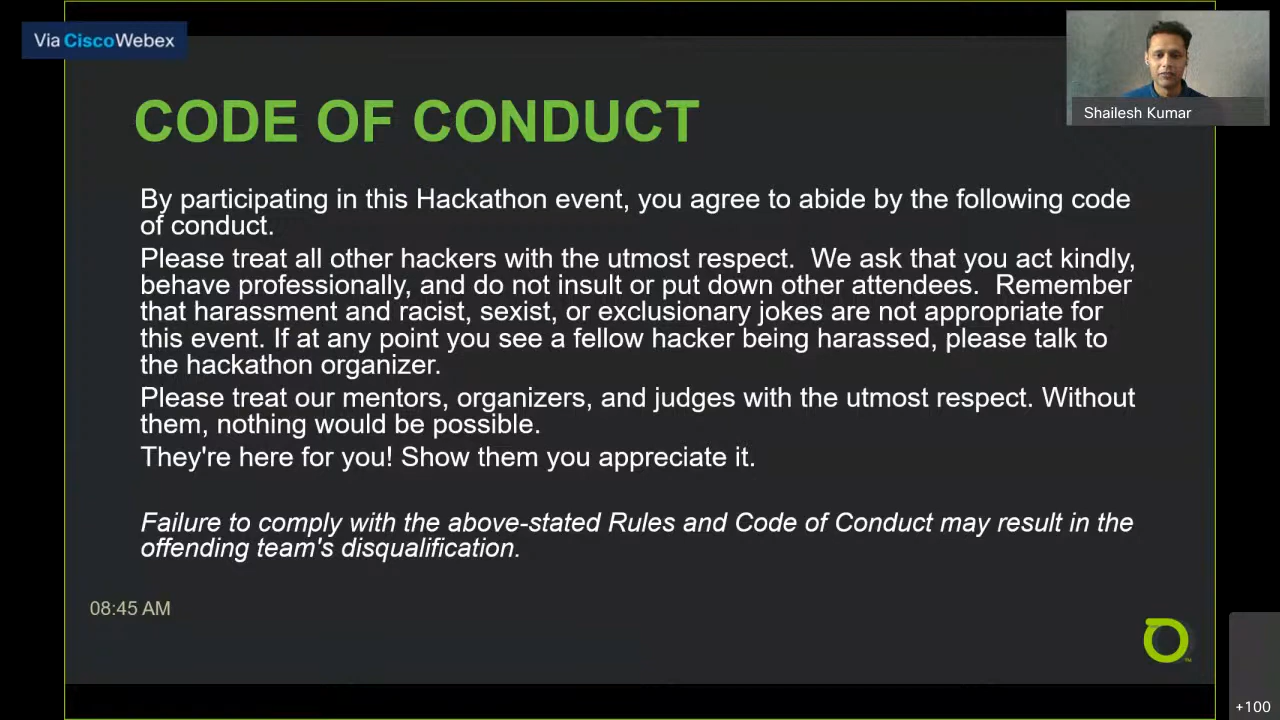 Via CiscoWebex
Shailesh Kumar
CODE OF CONDUCT
By participating in this Hackathon event, you agree to abide by the following code
of conduct.
Please treat all other hackers with the utmost respect.  We ask that you act kindly,
behave professionally, and do not insult or put down other attendees.  Remember
that harassment and racist, sexist, or exclusionary jokes are not appropriate for
this event. If at any point you see a fellow hacker being harassed, please talk to
the hackathon organizer.
Please treat our mentors, organizers, and judges with the utmost respect. Without
them, nothing would be possible.
They're here for you! Show them you appreciate it.
Failure to comply with the above-stated Rules and Code of Conduct may result in the
offending team's disqualification.
08:45 AM
TM
+100